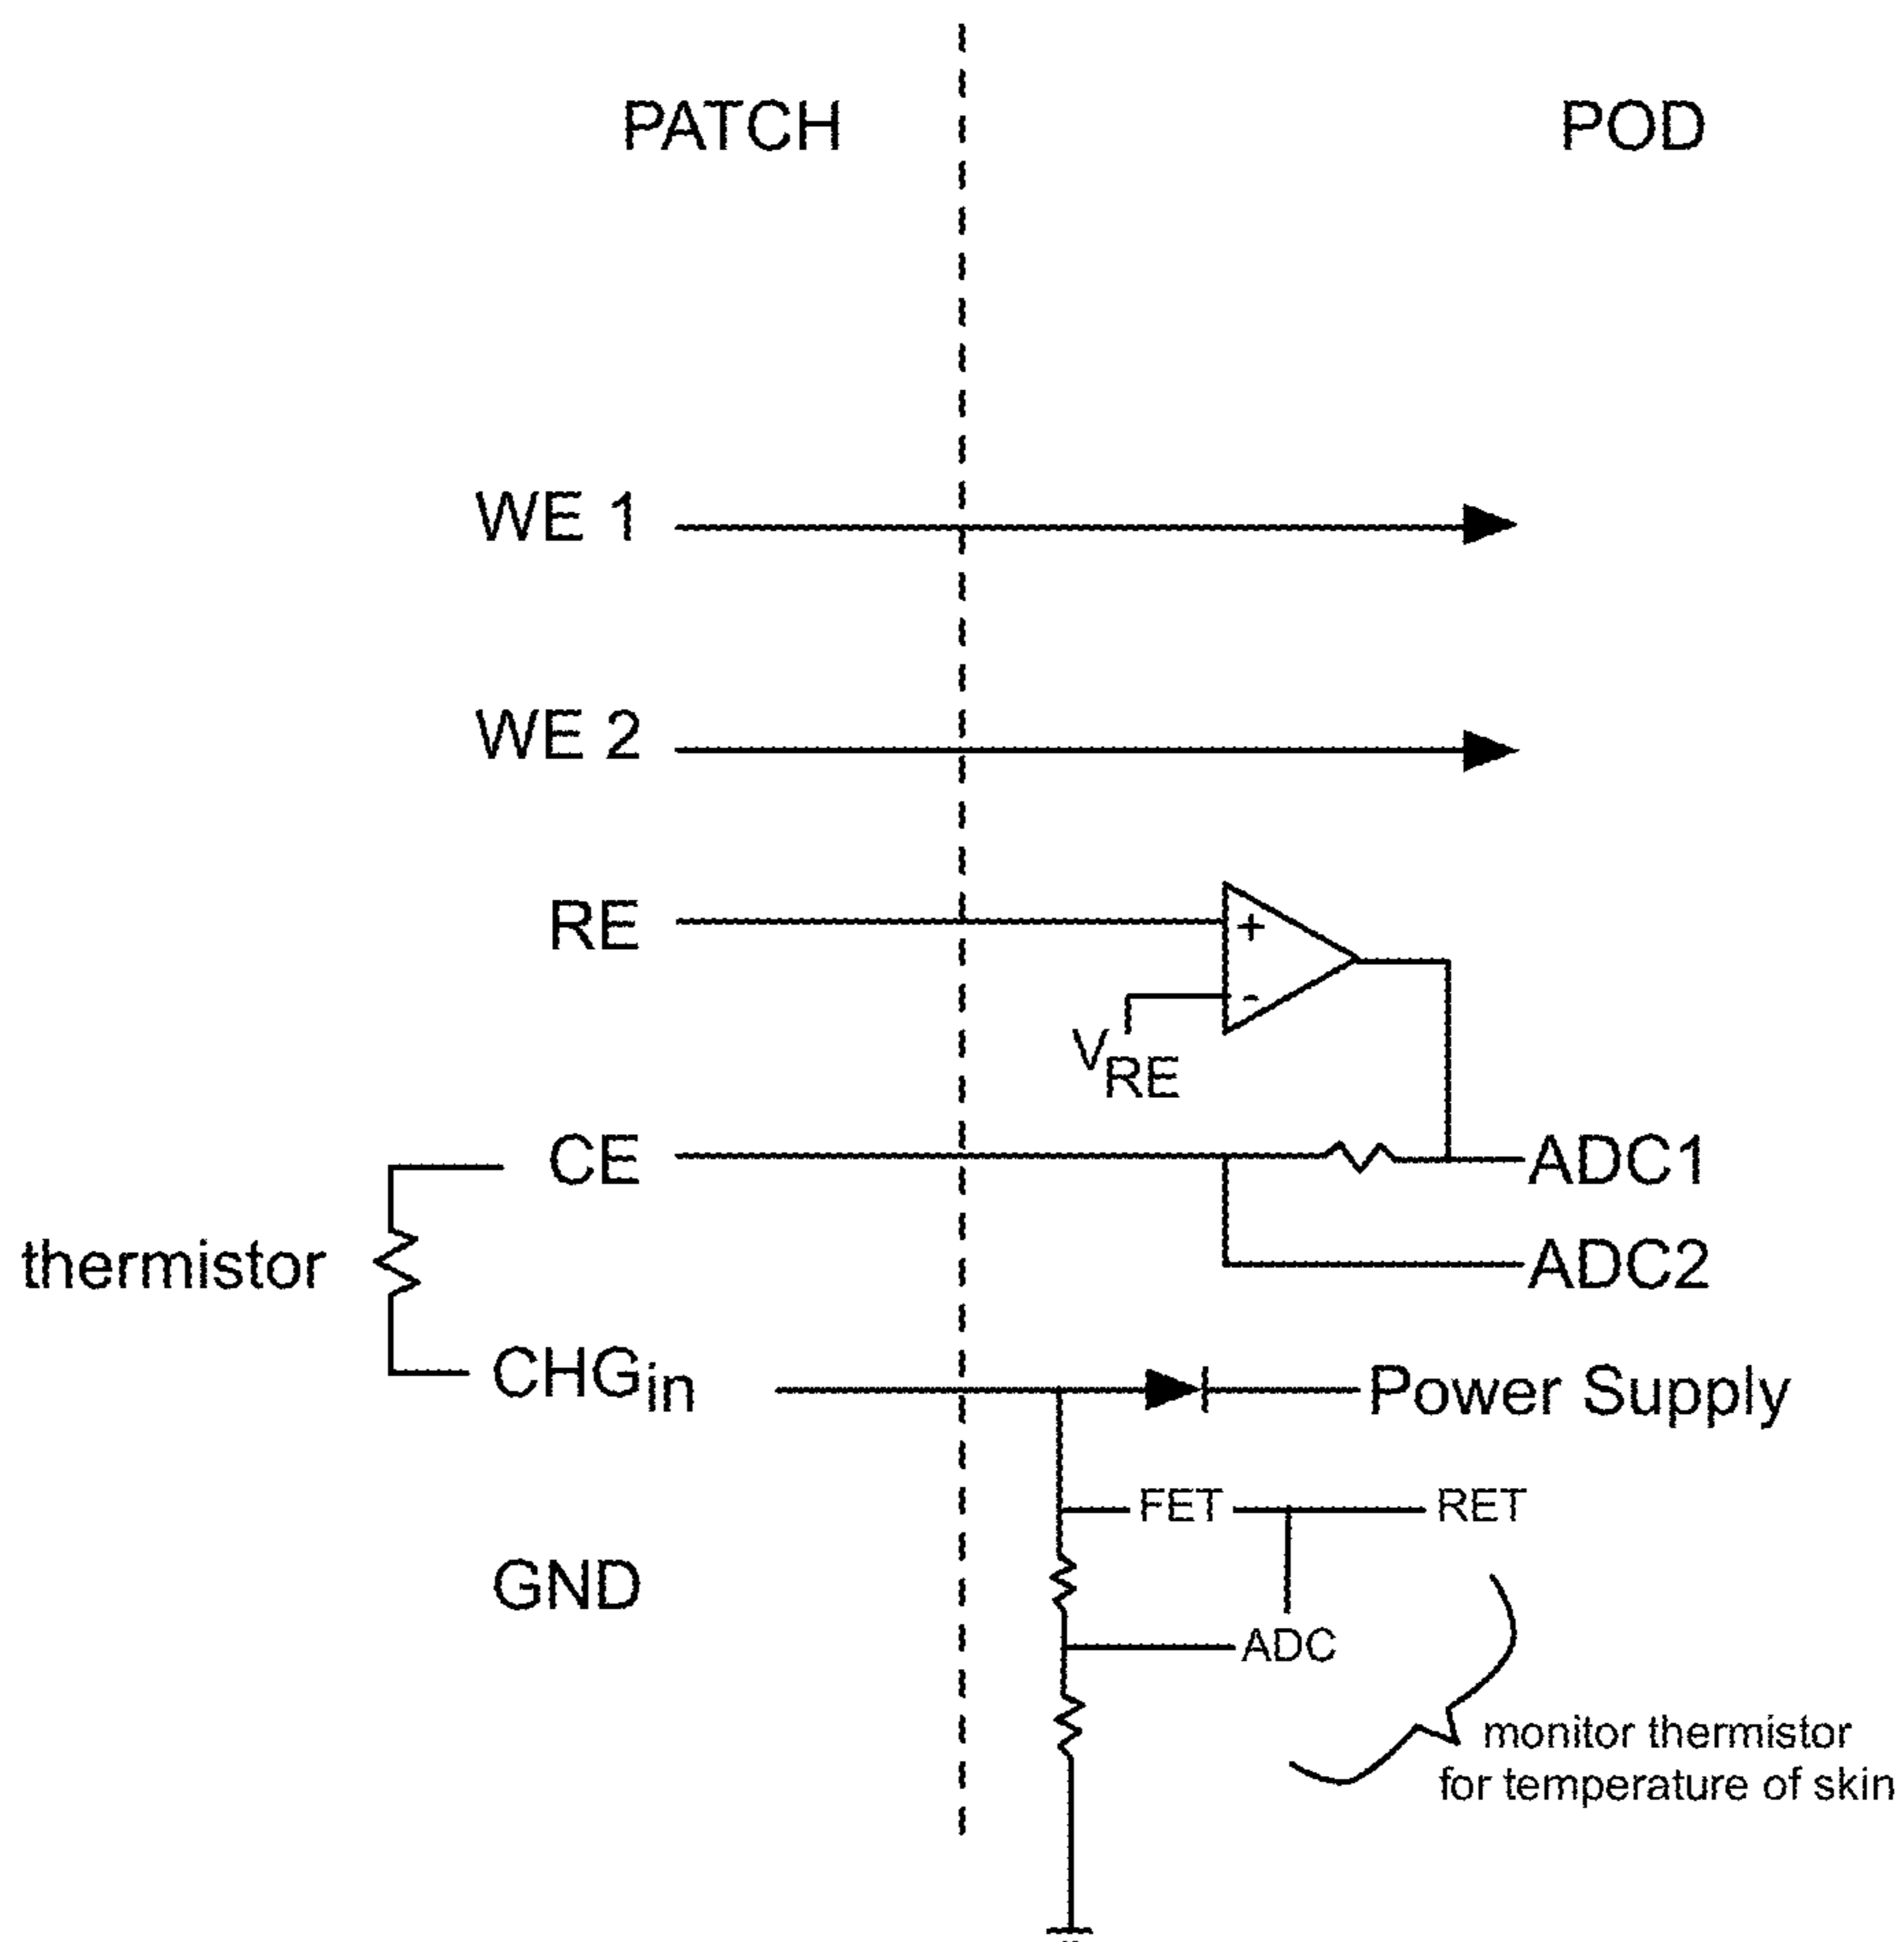 PATCH POD
WE 1
WE 2
RE
+
-
VRE
CE
ADC1
thermistor
ADC2
CHGin
Power Supply
FET RET
GND
ADC
monitor thermistor
for temperature of skin